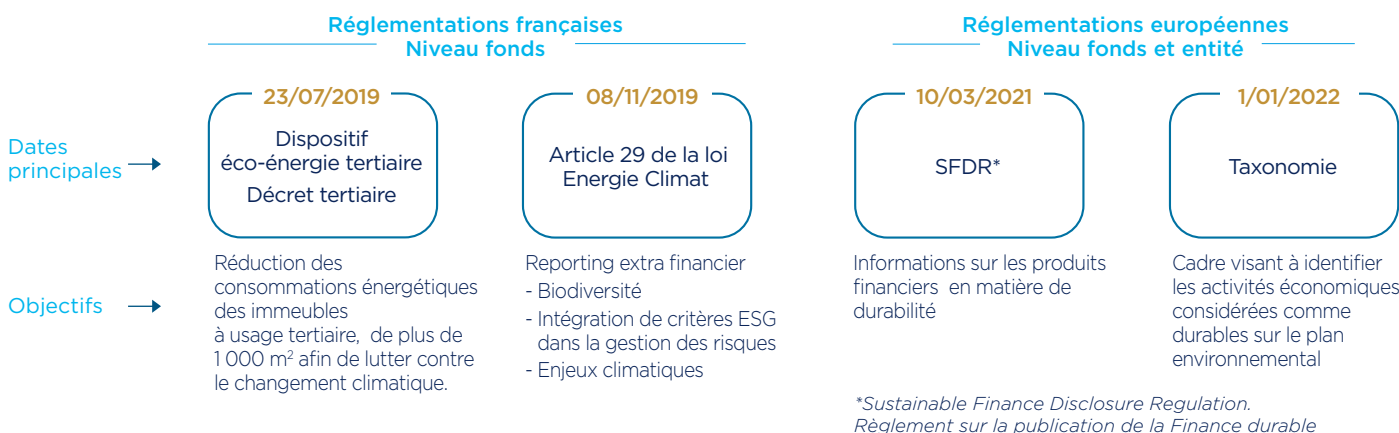 Réglementations françaises
Niveau fonds
Réglementations européennes
Niveau fonds et entité
Dates
principales
23/07/2019
Dispositif
éco-énergie tertiaire
Décret tertiaire
08/11/2019
Article 29 de la loi
Energie Climat
10/03/2021
SFDR*
1/01/2022
Taxonomie
Objectifs
Réduction des
consommations énergétiques
des immeubles
à usage tertiaire, de plus de
1 000 m² afin de lutter contre
le changement climatique.
Reporting extra financier
- Biodiversité
- Intégration de critères ESG
dans la gestion des risques
- Enjeux climatiques
Informations sur les produits
financiers en matière de
durabilité
Cadre visant à identifier
les activités économiques
considérées comme
durables sur le plan
environnemental
*Sustainable Finance Disclosure Regulation.
Règlement sur la publication de la Finance durable